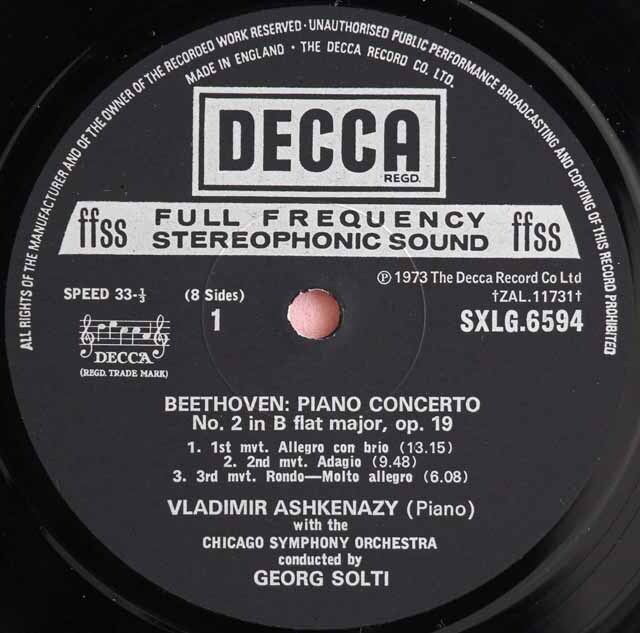 ALL RIGHTS OF THE MANUFACTURER AND OF THE OWNER OF THE RECORDED WORK RESERVED · UNAUTHORISED PUBLIC PERFORMANCE BROADCASTING AND COPYING OF THIS RECORD PROHIBITED
MADE IN ENGLAND · THE DECCA RECORD CO. LTD.
DECCA
REGD.
ffss FULL FREQUENCY STEREOPHONIC SOUND ffss
℗ 1973 The Decca Record Co Ltd
SPEED 33-⅓ (8 Sides) †ZAL.11731†
1 SXLG.6594
DECCA
(REGD. TRADE MARK)
BEETHOVEN: PIANO CONCERTO
No. 2 in B flat major, op. 19
1. 1st mvt. Allegro con brio (13.15)
2. 2nd mvt. Adagio (9.48)
3. 3rd mvt. Rondo—Molto allegro (6.08)
VLADIMIR ASHKENAZY (Piano)
with the
CHICAGO SYMPHONY ORCHESTRA
conducted by
GEORG SOLTI